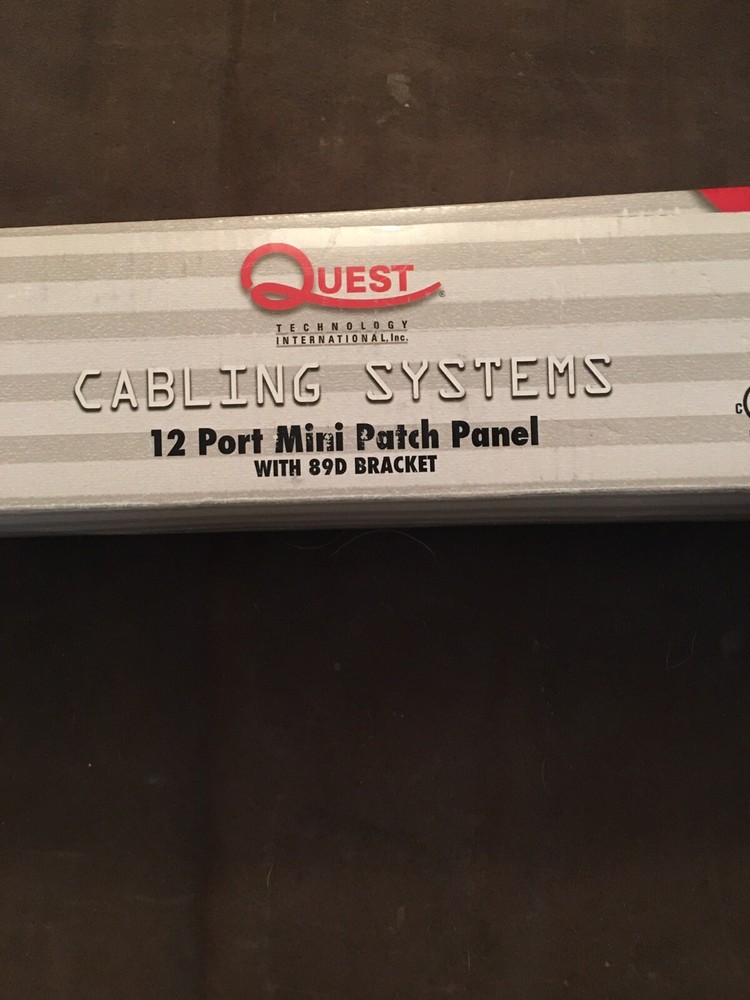 QUEST®
TECHNOLOGY
INTERNATIONAL, Inc.
CABLING SYSTEMS
12 Port Mini Patch Panel
WITH 89D BRACKET
C